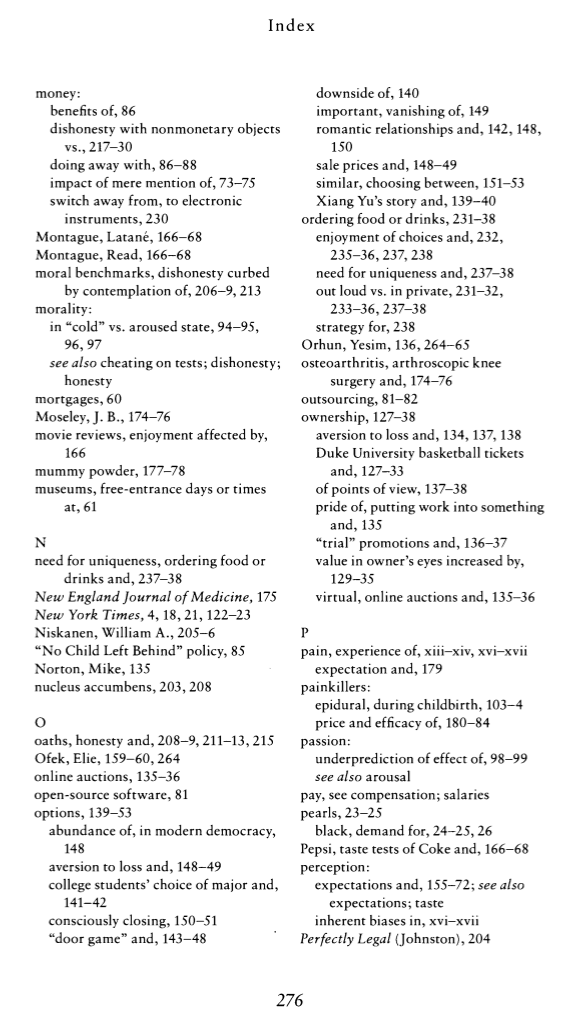 Index
money:
benefits of, 86
dishonesty with nonmonetary objects
vs., 217–30
doing away with, 86–88
impact of mere mention of, 73–75
switch away from, to electronic
instruments, 230
Montague, Latané, 166–68
Montague, Read, 166–68
moral benchmarks, dishonesty curbed
by contemplation of, 206–9, 213
morality:
in “cold” vs. aroused state, 94–95,
96, 97
see also cheating on tests; dishonesty;
honesty
mortgages, 60
Moseley, J. B., 174–76
movie reviews, enjoyment affected by,
166
mummy powder, 177–78
museums, free-entrance days or times
at, 61
N
need for uniqueness, ordering food or
drinks and, 237–38
New England Journal of Medicine, 175
New York Times, 4, 18, 21, 122–23
Niskanen, William A., 205–6
“No Child Left Behind” policy, 85
Norton, Mike, 135
nucleus accumbens, 203, 208
O
oaths, honesty and, 208–9, 211–13, 215
Ofek, Elie, 159–60, 264
online auctions, 135–36
open-source software, 81
options, 139–53
abundance of, in modern democracy,
148
aversion to loss and, 148–49
college students’ choice of major and,
141–42
consciously closing, 150–51
“door game” and, 143–48
downside of, 140
important, vanishing of, 149
romantic relationships and, 142, 148,
150
sale prices and, 148–49
similar, choosing between, 151–53
Xiang Yu’s story and, 139–40
ordering food or drinks, 231–38
enjoyment of choices and, 232,
235–36, 237, 238
need for uniqueness and, 237–38
out loud vs. in private, 231–32,
233–36, 237–38
strategy for, 238
Orhun, Yesim, 136, 264–65
osteoarthritis, arthroscopic knee
surgery and, 174–76
outsourcing, 81–82
ownership, 127–38
aversion to loss and, 134, 137, 138
Duke University basketball tickets
and, 127–33
of points of view, 137–38
pride of, putting work into something
and, 135
“trial” promotions and, 136–37
value in owner’s eyes increased by,
129–35
virtual, online auctions and, 135–36
P
pain, experience of, xiii–xiv, xvi–xvii
expectation and, 179
painkillers:
epidural, during childbirth, 103–4
price and efficacy of, 180–84
passion:
underprediction of effect of, 98–99
see also arousal
pay, see compensation; salaries
pearls, 23–25
black, demand for, 24–25, 26
Pepsi, taste tests of Coke and, 166–68
perception:
expectations and, 155–72; see also
expectations; taste
inherent biases in, xvi–xvii
Perfectly Legal (Johnston), 204
276